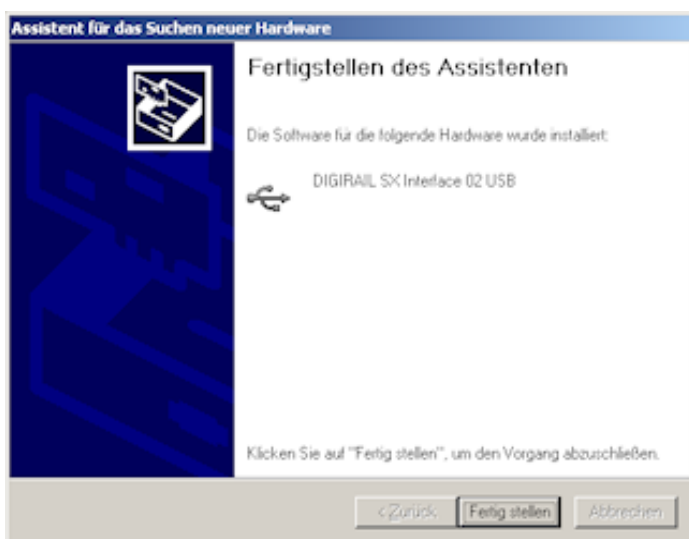 Assistent für das Suchen neuer Hardware
Fertigstellen des Assistenten
Die Software für die folgende Hardware wurde installiert:
DIGIRAIL SX Interface 02 USB
Klicken Sie auf "Fertig stellen", um den Vorgang abzuschließen.
< Zurück Fertig stellen Abbrechen